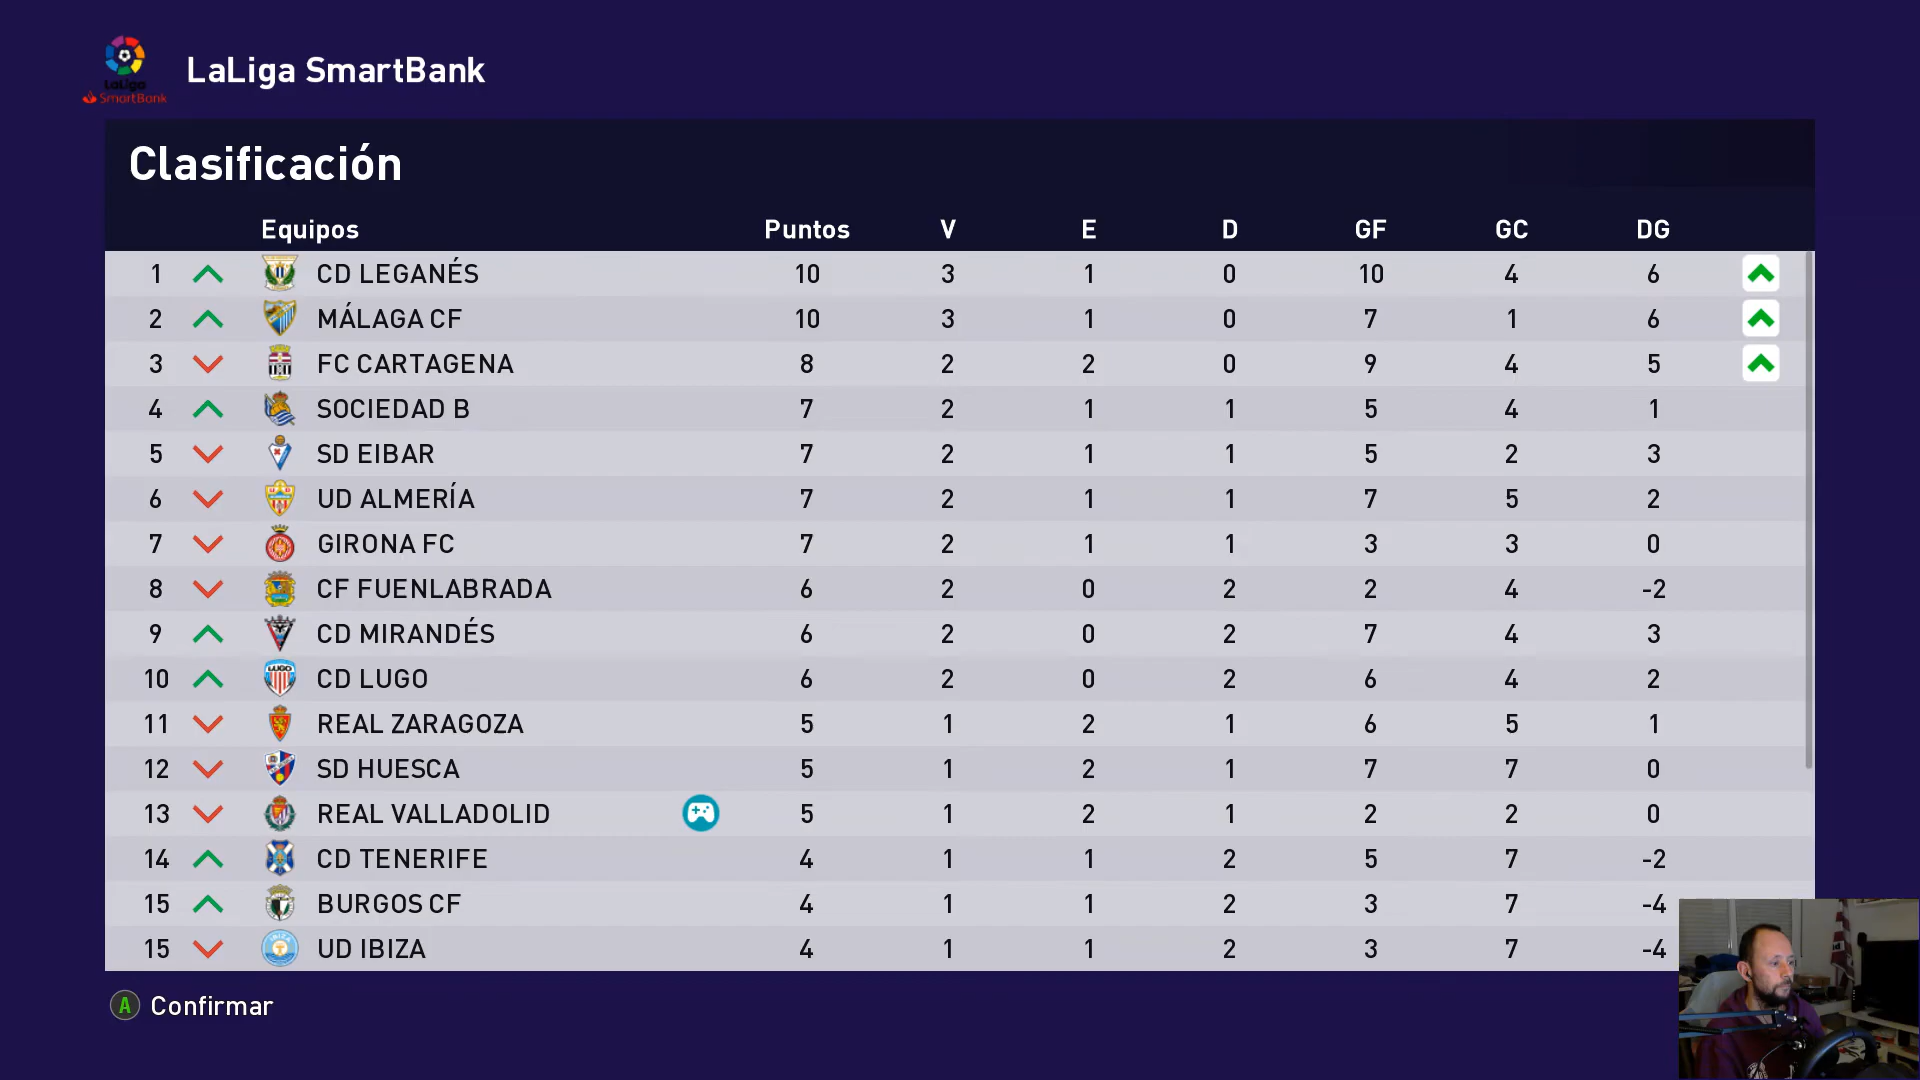 LaLiga
SmartBank
LaLiga SmartBank
Clasificación
Equipos Puntos V E D GF GC DG
1 CD LEGANÉS 10 3 1 0 10 4 6
2 MÁLAGA CF 10 3 1 0 7 1 6
3 FC CARTAGENA 8 2 2 0 9 4 5
4 SOCIEDAD B 7 2 1 1 5 4 1
5 SD EIBAR 7 2 1 1 5 2 3
6 UD ALMERÍA 7 2 1 1 7 5 2
7 GIRONA FC 7 2 1 1 3 3 0
8 CF FUENLABRADA 6 2 0 2 2 4 -2
9 CD MIRANDÉS 6 2 0 2 7 4 3
10 LUGO CD LUGO 6 2 0 2 6 4 2
11 REAL ZARAGOZA 5 1 2 1 6 5 1
12 SD HUESCA 5 1 2 1 7 7 0
13 REAL VALLADOLID 5 1 2 1 2 2 0
14 CD TENERIFE 4 1 1 2 5 7 -2
15 BURGOS CF 4 1 1 2 3 7 -4
15 IBIZA UD IBIZA 4 1 1 2 3 7 -4
A Confirmar